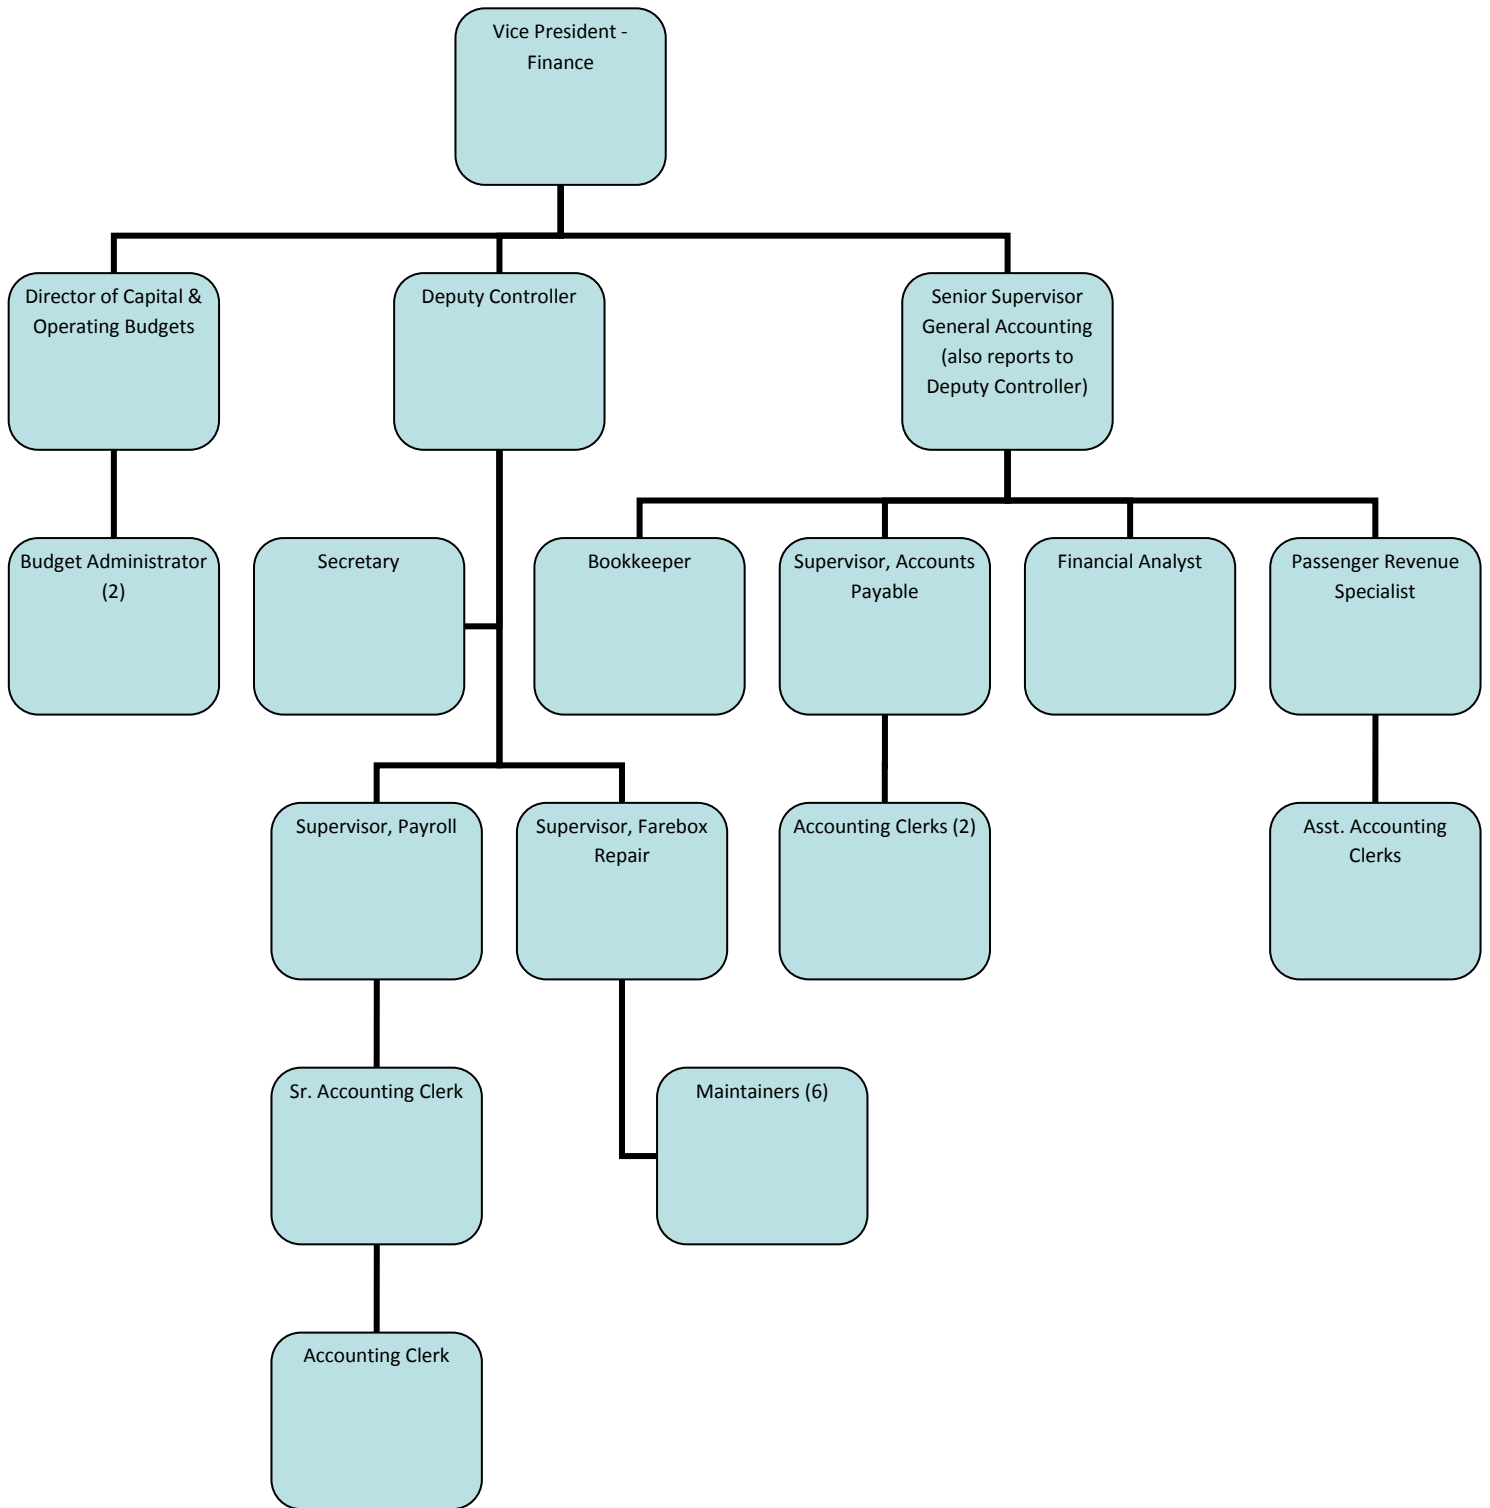 Vice President -
Finance
Director of Capital &
Operating Budgets
Deputy Controller
Senior Supervisor
General Accounting
(also reports to
Deputy Controller)
Budget Administrator
(2)
Secretary
Bookkeeper
Supervisor, Accounts
Payable
Financial Analyst
Passenger Revenue
Specialist
Supervisor, Payroll
Supervisor, Farebox
Repair
Accounting Clerks (2)
Asst. Accounting
Clerks
Sr. Accounting Clerk
Maintainers (6)
Accounting Clerk